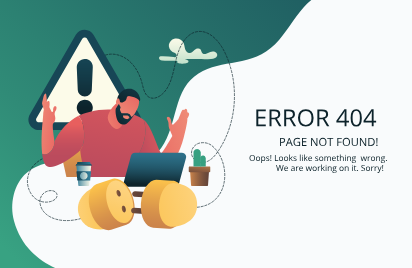 ERROR 404
PAGE NOT FOUND!
Oops! Looks like something wrong.
We are working on it. Sorry!